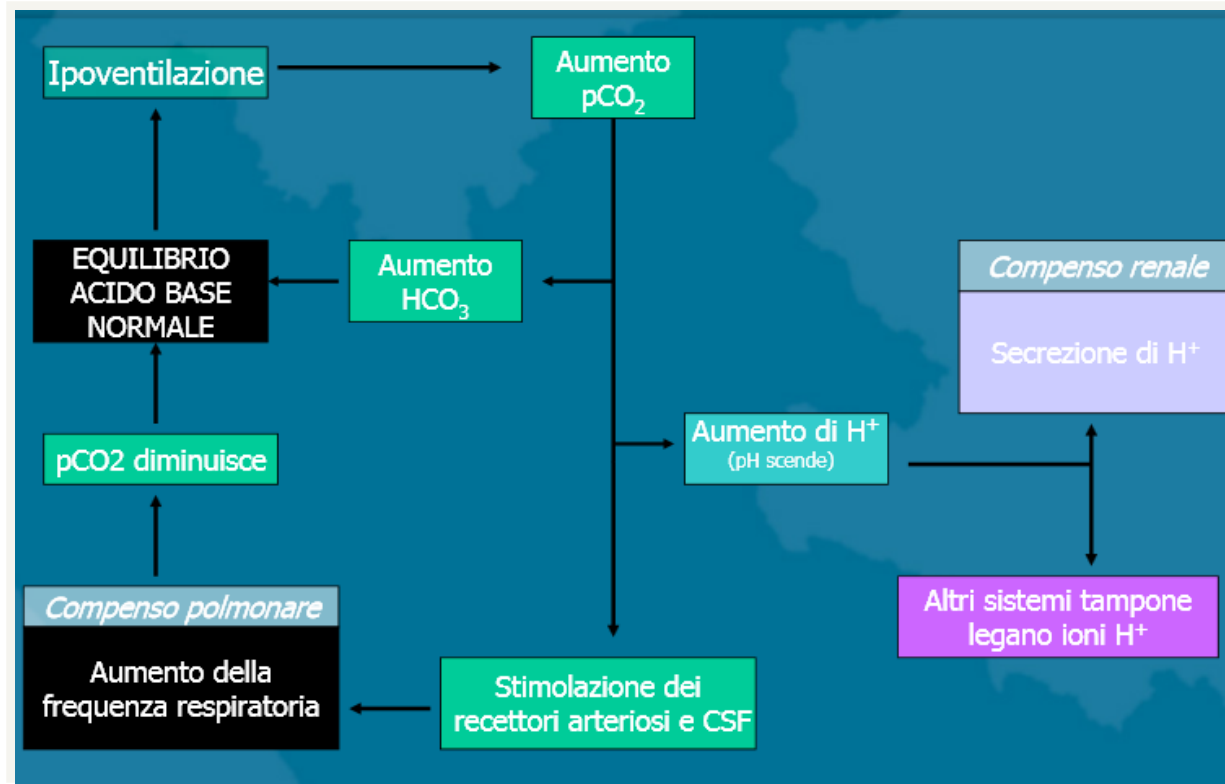 Ipoventilazione
Aumento
pCO₂
EQUILIBRIO
ACIDO BASE
NORMALE
Aumento
HCO₃
Compenso renale
Secrezione di H⁺
Aumento di H⁺
(pH scende)
pCO2 diminuisce
Compenso polmonare
Aumento della
frequenza respiratoria
Stimolazione dei
recettori arteriosi e CSF
Altri sistemi tampone
legano ioni H⁺